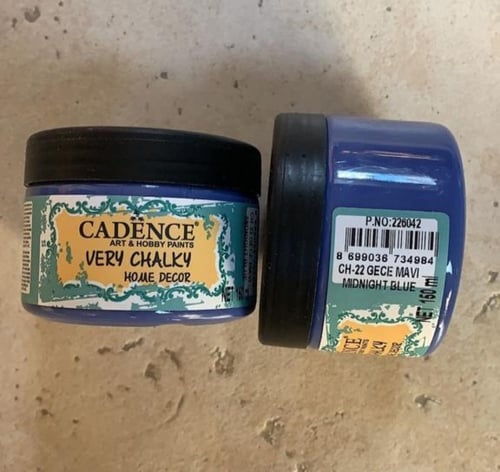 CADENCE
ART & HOBBY PAINTS
VERY CHALKY
HOME DECOR
NET
P.NO:226042
8 699036 734984
CH-22 GECE MAVI
MIDNIGHT BLUE
NET 150 ml